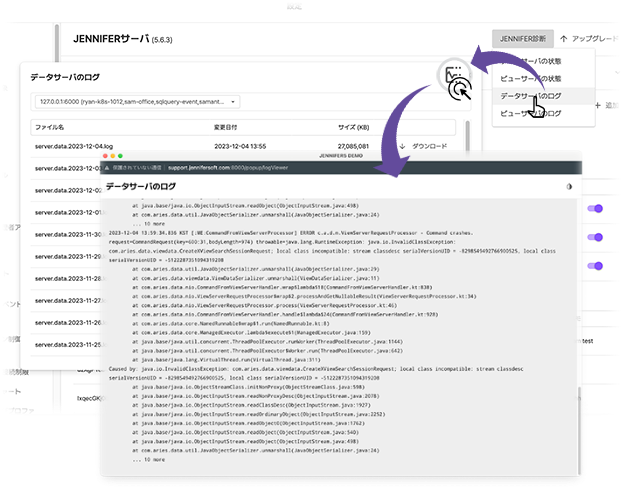 JENNIFERサーバ (5.6.3)
JENNIFER診断
アップグレード
データサーバの状態
ビューサーバの状態
データサーバのログ
ビューサーバのログ
追加
データサーバのログ
127.0.0.1:6000 (ryan-k8s-1012,sam-office,sqlquery-event,samant...
ファイル名 変更日付 サイズ (KB)
server.data.2023-12-04.log 2023-12-04 13:55 27,085,081 ダウンロード
server.data.2023-12-03
server.data.2023-12-02
server.data.2023-12-01
server.data.2023-11-30
server.data.2023-11-29
server.data.2023-11-28
server.data.2023-11-27
server.data.2023-11-26
server.data.2023-11-25
test
JENNIFER5 DEMO
保護されていない通信 support.jennifersoft.com:8080/popup/logViewer
データサーバのログ
at java.base/java.io.ObjectInputStream.readObject(ObjectInputStream.java:498)
at com.aries.data.util.JavaObjectSerializer.unmarshall(JavaObjectSerializer.java:24)
... 10 more
2023-12-04 13:59:34.836 KST [:WE:CommandFromViewServerProcessor] ERROR c.a.d.n.ViewServerRequestProcessor - Command crashes.
request=CommandRequest(key=600:31,bodyLength=974) throwable=java.lang.RuntimeException: java.io.InvalidClassException:
com.aries.view.data.CreateXViewSearchSessionRequest; local class incompatible: stream classdesc serialVersionUID = -8298549492766900525, local class
serialVersionUID = -5122287351094319208
at com.aries.data.util.JavaObjectSerializer.unmarshall(JavaObjectSerializer.java:29)
at com.aries.data.viewdata.ViewDataSerializer.unmarshall(ViewDataSerializer.java:11)
at com.aries.data.nio.CommandFromViewServerHandler.wrap$lambda$18(CommandFromViewServerHandler.kt:838)
at com.aries.data.nio.ViewServerRequestProcessor$wrap$2.processAndGetNullableResult(ViewServerRequestProcessor.kt:34)
at com.aries.data.nio.ViewServerRequestProcessor.process(ViewServerRequestProcessor.kt:46)
at com.aries.data.nio.CommandFromViewServerHandler.handle$lambda$24(CommandFromViewServerHandler.kt:928)
at com.aries.data.core.NamedRunnable$wrap$1.run(NamedRunnable.kt:8)
at com.aries.data.core.ManagedExecutor.lambda$execute$1(ManagedExecutor.java:159)
at java.base/java.util.concurrent.ThreadPoolExecutor.runWorker(ThreadPoolExecutor.java:1144)
at java.base/java.util.concurrent.ThreadPoolExecutor$Worker.run(ThreadPoolExecutor.java:642)
at java.base/java.lang.VirtualThread.run(VirtualThread.java:311)
Caused by: java.io.InvalidClassException: com.aries.view.data.CreateXViewSearchSessionRequest; local class incompatible: stream classdesc
serialVersionUID = -8298549492766900525, local class serialVersionUID = -5122287351094319208
at java.base/java.io.ObjectStreamClass.initNonProxy(ObjectStreamClass.java:598)
at java.base/java.io.ObjectInputStream.readNonProxyDesc(ObjectInputStream.java:2078)
at java.base/java.io.ObjectInputStream.readClassDesc(ObjectInputStream.java:1927)
at java.base/java.io.ObjectInputStream.readOrdinaryObject(ObjectInputStream.java:2252)
at java.base/java.io.ObjectInputStream.readObject0(ObjectInputStream.java:1762)
at java.base/java.io.ObjectInputStream.readObject(ObjectInputStream.java:540)
at java.base/java.io.ObjectInputStream.readObject(ObjectInputStream.java:498)
at com.aries.data.util.JavaObjectSerializer.unmarshall(JavaObjectSerializer.java:24)
... 10 more